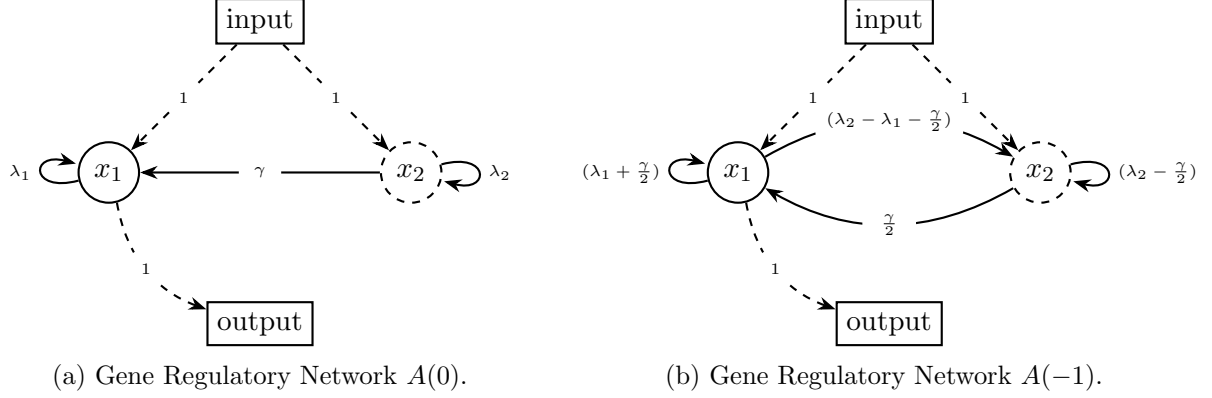 input
1
1
λ₁
x₁
γ
x₂
λ₂
1
output
(a) Gene Regulatory Network A(0).
input
1
1
(λ₂ − λ₁ − γ/2)
(λ₁ + γ/2)
x₁
x₂
(λ₂ − γ/2)
γ/2
1
output
(b) Gene Regulatory Network A(−1).